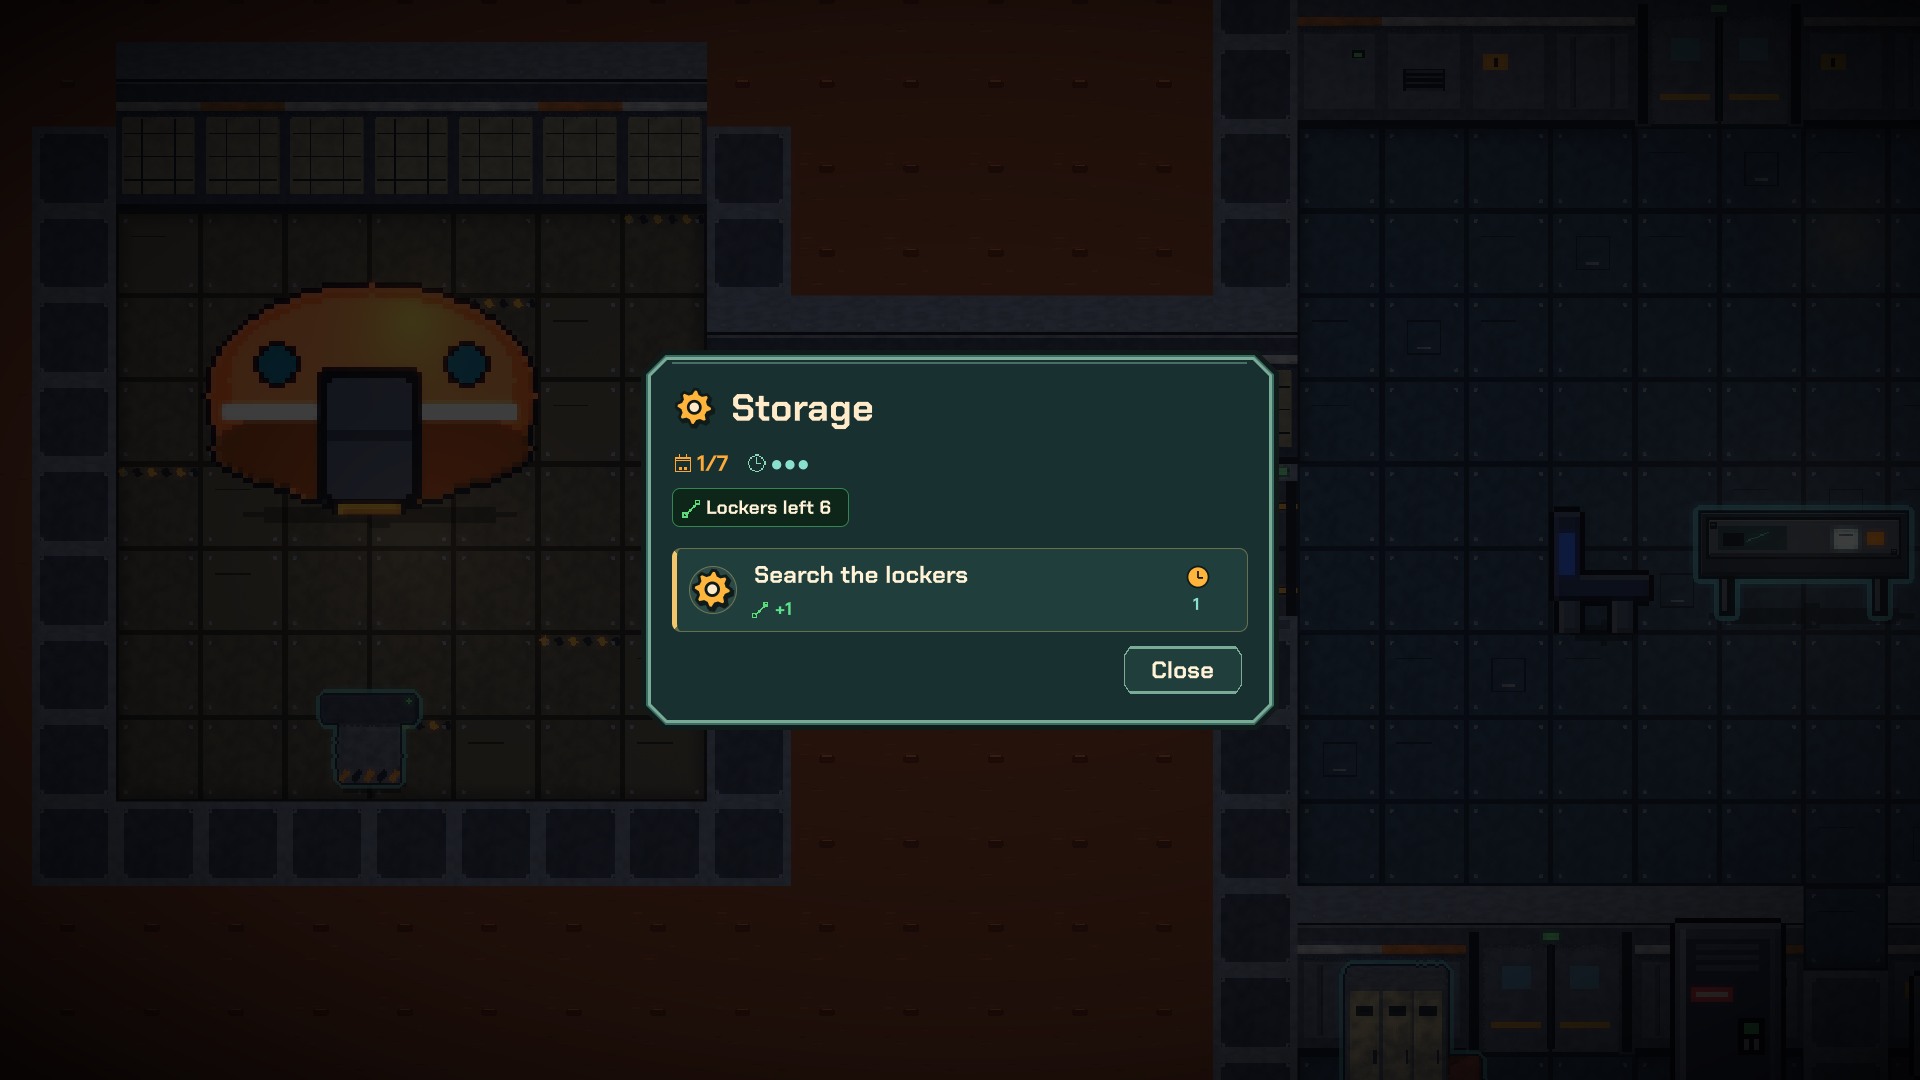 Storage
1/7
Lockers left 6
Search the lockers
+1
1
Close